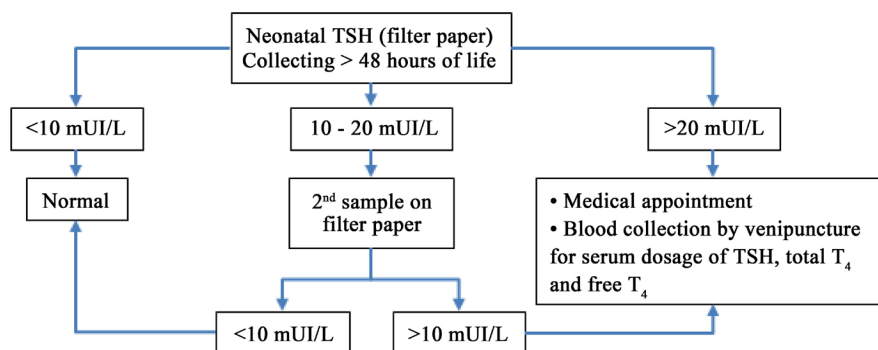 Neonatal TSH (filter paper)
Collecting > 48 hours of life
<10 mUI/L
10 - 20 mUI/L
>20 mUI/L
Normal
2nd sample on
filter paper
• Medical appointment
• Blood collection by venipuncture
for serum dosage of TSH, total T4
and free T4
<10 mUI/L
>10 mUI/L